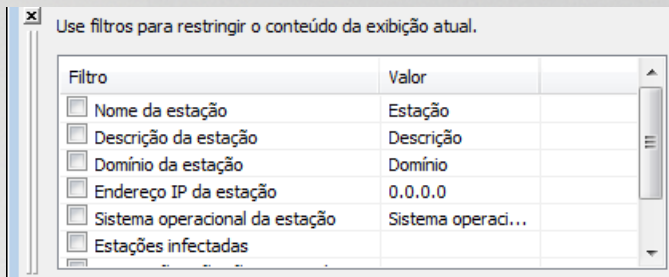 Use filtros para restringir o conteúdo da exibição atual.
Filtro Valor
Nome da estação Estação
Descrição da estação Descrição
Domínio da estação Domínio
Endereço IP da estação 0.0.0.0
Sistema operacional da estação Sistema operaci...
Estações infectadas